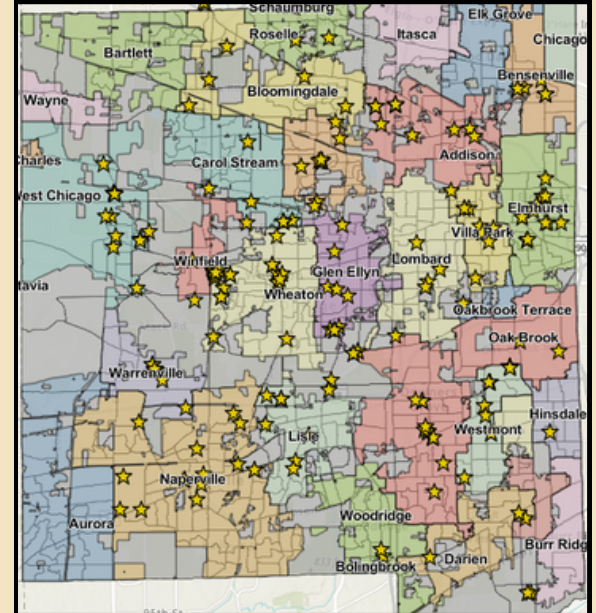 Schaumburg
Elk Grove
Roselle
Itasca
Chicago
Bartlett
Bensenville
Bloomingdale
Wayne
Addison
Charles
Carol Stream
West Chicago
Elmhurst
Villa Park
Winfield
Lombard
Glen Ellyn
tavia
Wheaton
Oakbrook Terrace
Oak Brook
Warrenville
Hinsdale
Westmont
Lisle
Naperville
Woodridge
Aurora
Burr Ridg
Darien
Bolingbrook
95th St